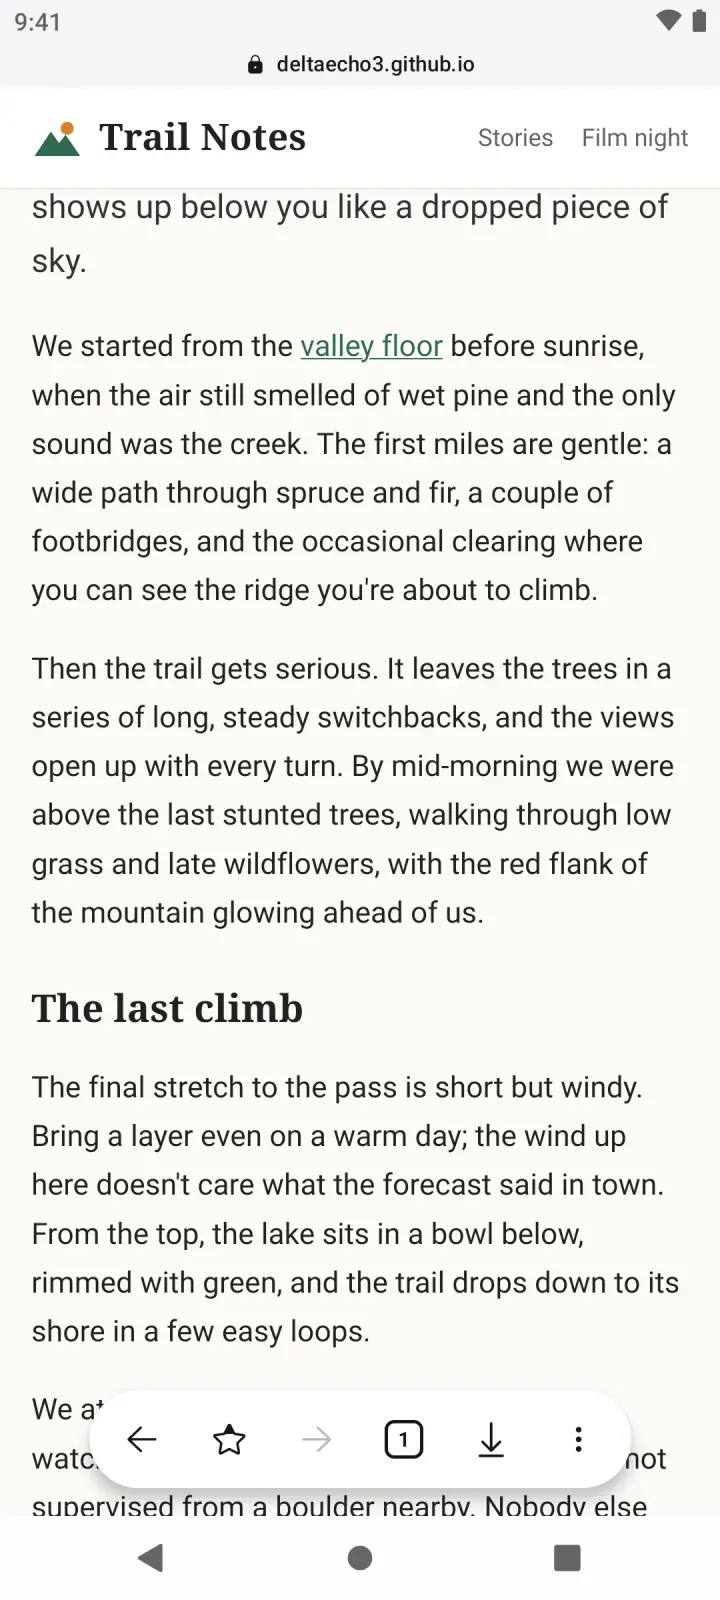 9:41
deltaecho3.github.io
Trail Notes
Stories
Film night
shows up below you like a dropped piece of
sky.
We started from the valley floor before sunrise,
when the air still smelled of wet pine and the only
sound was the creek. The first miles are gentle: a
wide path through spruce and fir, a couple of
footbridges, and the occasional clearing where
you can see the ridge you're about to climb.
Then the trail gets serious. It leaves the trees in a
series of long, steady switchbacks, and the views
open up with every turn. By mid-morning we were
above the last stunted trees, walking through low
grass and late wildflowers, with the red flank of
the mountain glowing ahead of us.
The last climb
The final stretch to the pass is short but windy.
Bring a layer even on a warm day; the wind up
here doesn't care what the forecast said in town.
From the top, the lake sits in a bowl below,
rimmed with green, and the trail drops down to its
shore in a few easy loops.
We
1
supervised from a boulder nearby. Nobody else